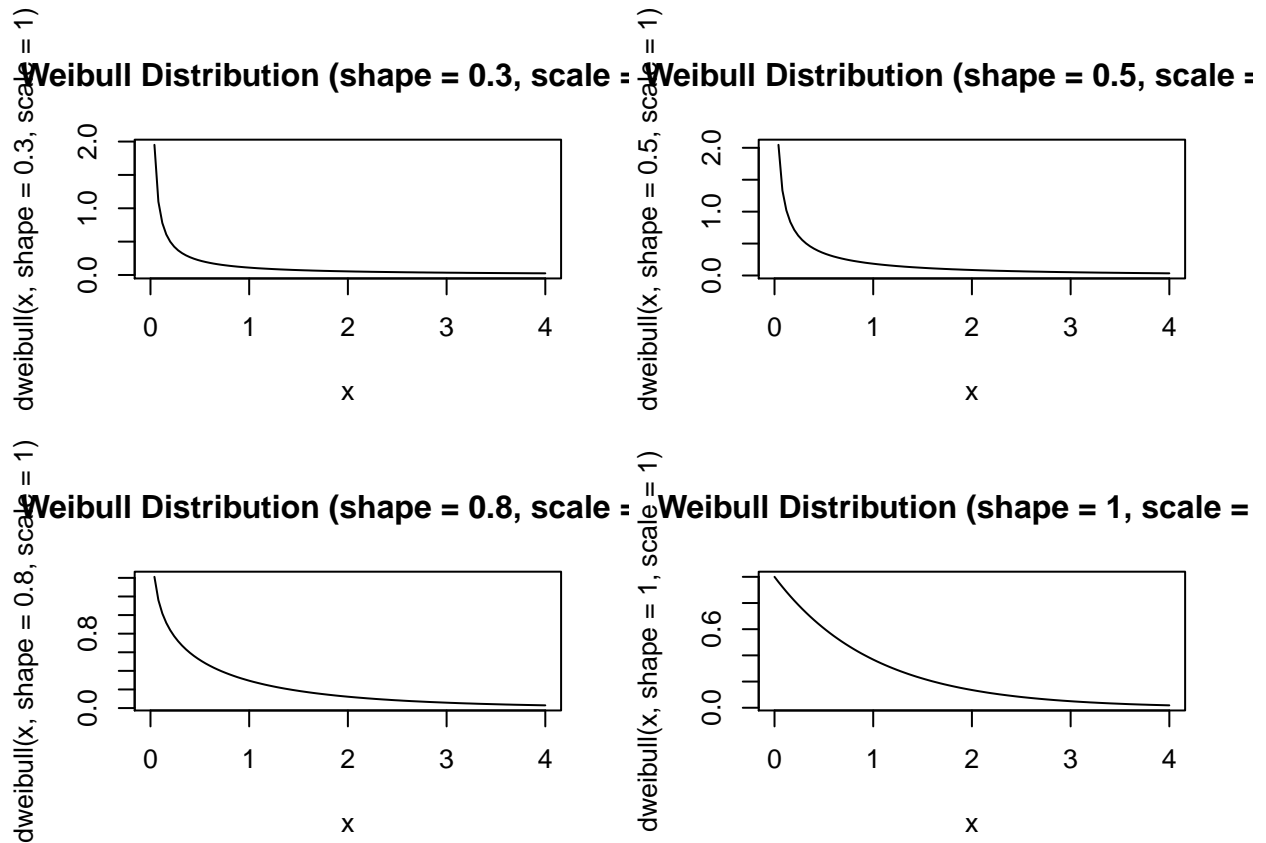 Weibull Distribution (shape = 0.3, scale =
dweibull(x, shape = 0.3, scale = 1)
0.0 1.0 2.0
0 1 2 3 4
x
Weibull Distribution (shape = 0.5, scale =
dweibull(x, shape = 0.5, scale = 1)
0.0 1.0 2.0
0 1 2 3 4
x
Weibull Distribution (shape = 0.8, scale =
dweibull(x, shape = 0.8, scale = 1)
0.0 0.8
0 1 2 3 4
x
Weibull Distribution (shape = 1, scale =
dweibull(x, shape = 1, scale = 1)
0.0 0.6
0 1 2 3 4
x